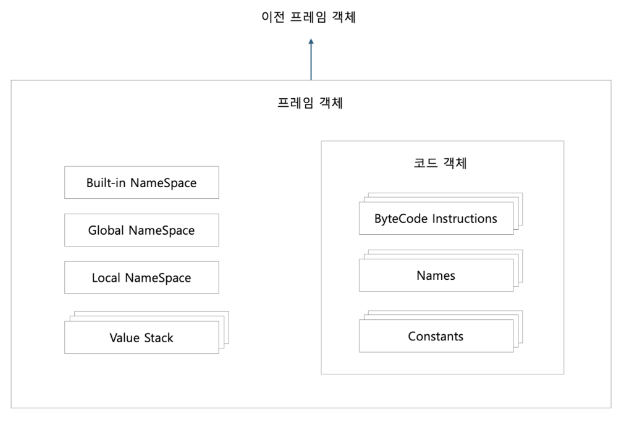 이전 프레임 객체
프레임 객체
Built-in NameSpace
Global NameSpace
Local NameSpace
Value Stack
코드 객체
ByteCode Instructions
Names
Constants